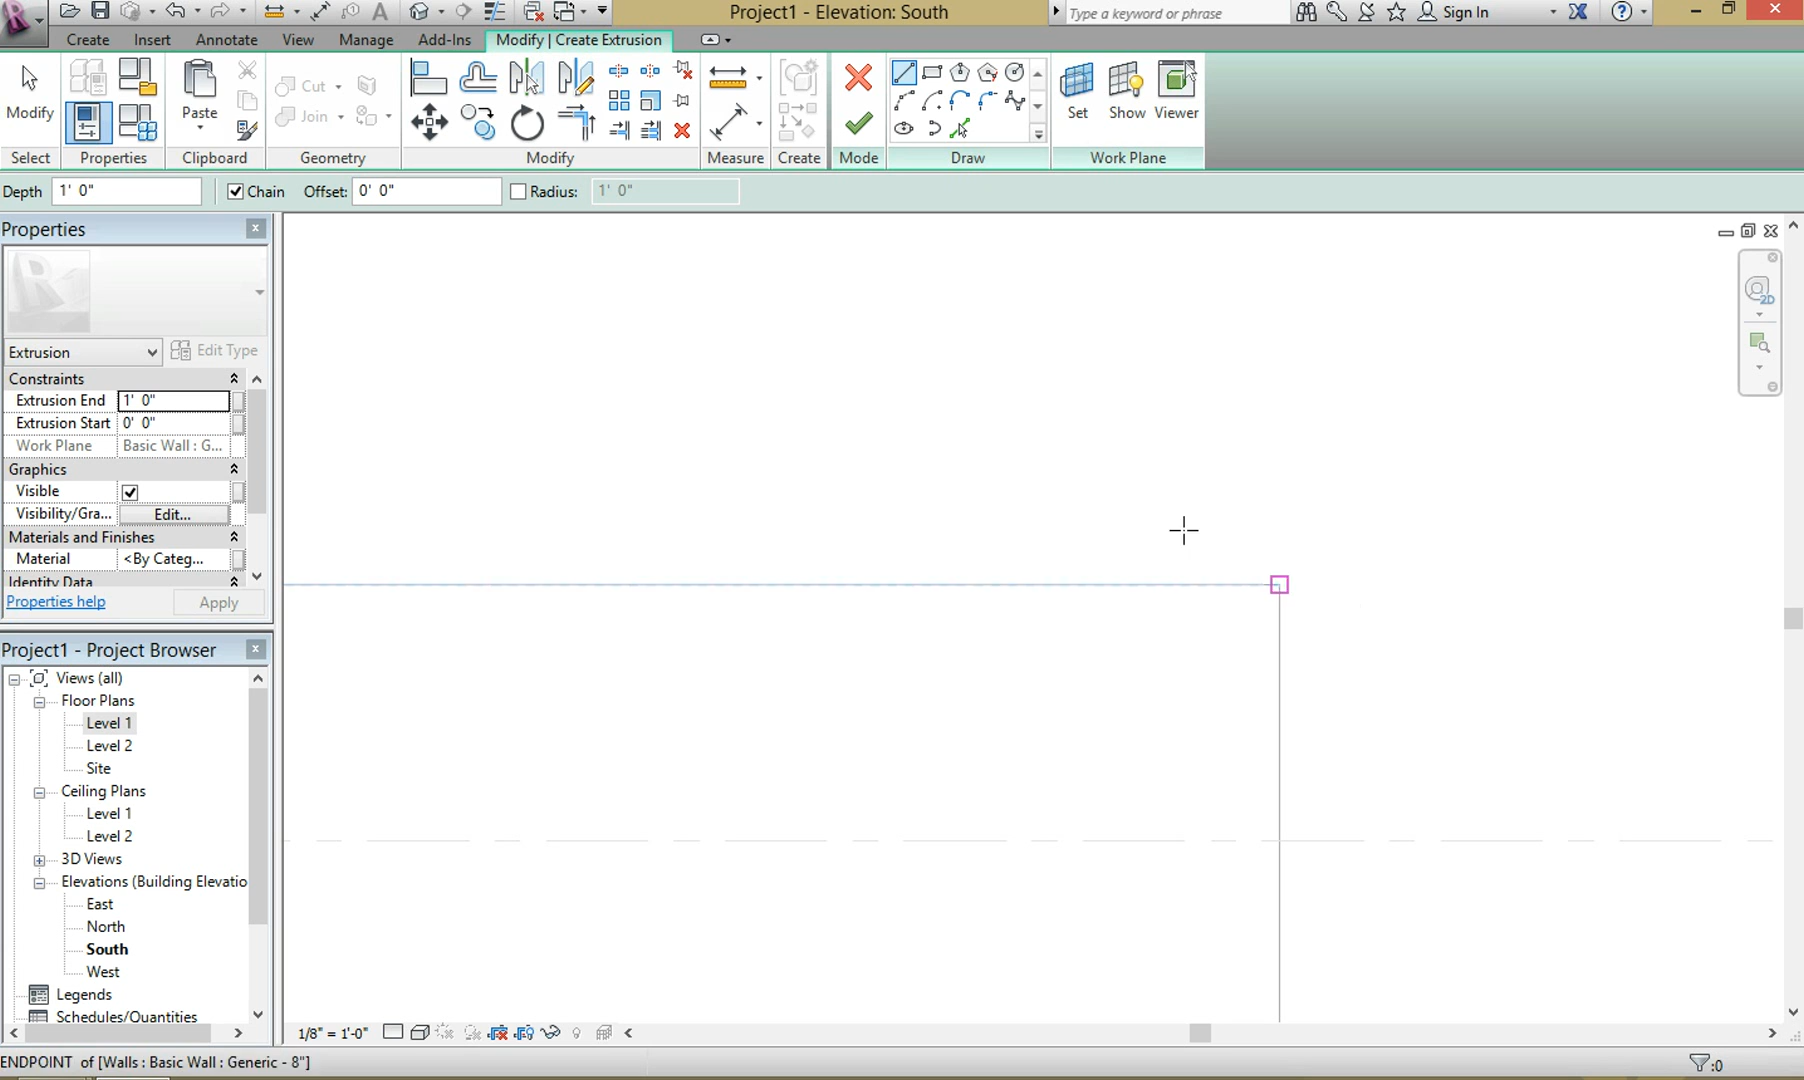 Project1 - Elevation: South
Type a keyword or phrase
Sign In
Create Insert Annotate View Manage Add-Ins Modify | Create Extrusion
Modify
Paste
Cut
Join
Set Show Viewer
Select Properties Clipboard Geometry Modify Measure Create Mode Draw Work Plane
Depth 1' 0" Chain Offset: 0' 0" Radius: 1' 0"
Properties
Extrusion Edit Type
Constraints
Extrusion End 1' 0"
Extrusion Start 0' 0"
Work Plane Basic Wall : G...
Graphics
Visible
Visibility/Gra... Edit...
Materials and Finishes
Material <By Categ...
Identity Data
Properties help Apply
Project1 - Project Browser
Views (all)
Floor Plans
Level 1
Level 2
Site
Ceiling Plans
Level 1
Level 2
3D Views
Elevations (Building Elevatio
East
North
South
West
Legends
Schedules/Quantities
2D
1/8" = 1'-0"
ENDPOINT of [Walls : Basic Wall : Generic - 8"]
:0